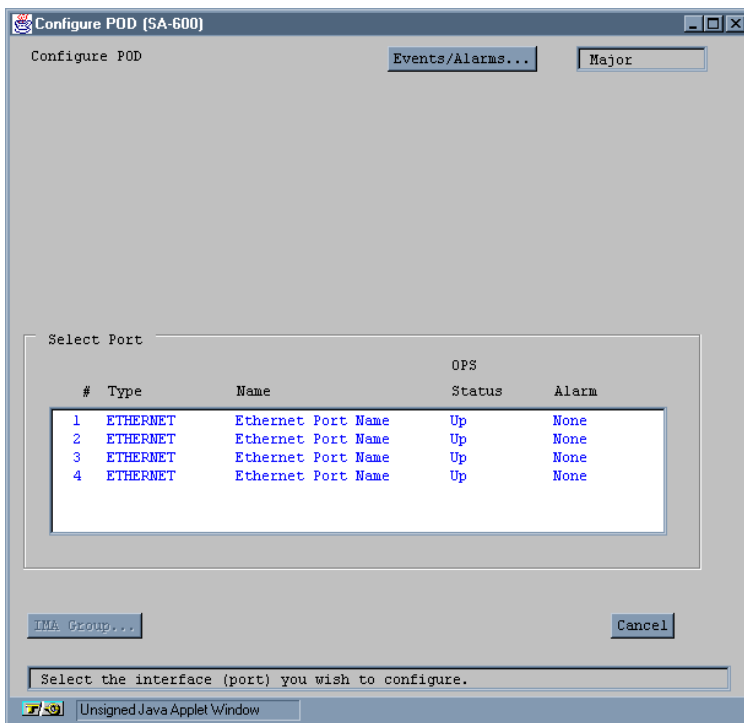 Configure POD (SA-600)
Configure POD Events/Alarms... Major
Select Port
OPS
# Type Name Status Alarm
1 ETHERNET Ethernet Port Name Up None
2 ETHERNET Ethernet Port Name Up None
3 ETHERNET Ethernet Port Name Up None
4 ETHERNET Ethernet Port Name Up None
IMA Group... Cancel
Select the interface (port) you wish to configure.
Unsigned Java Applet Window